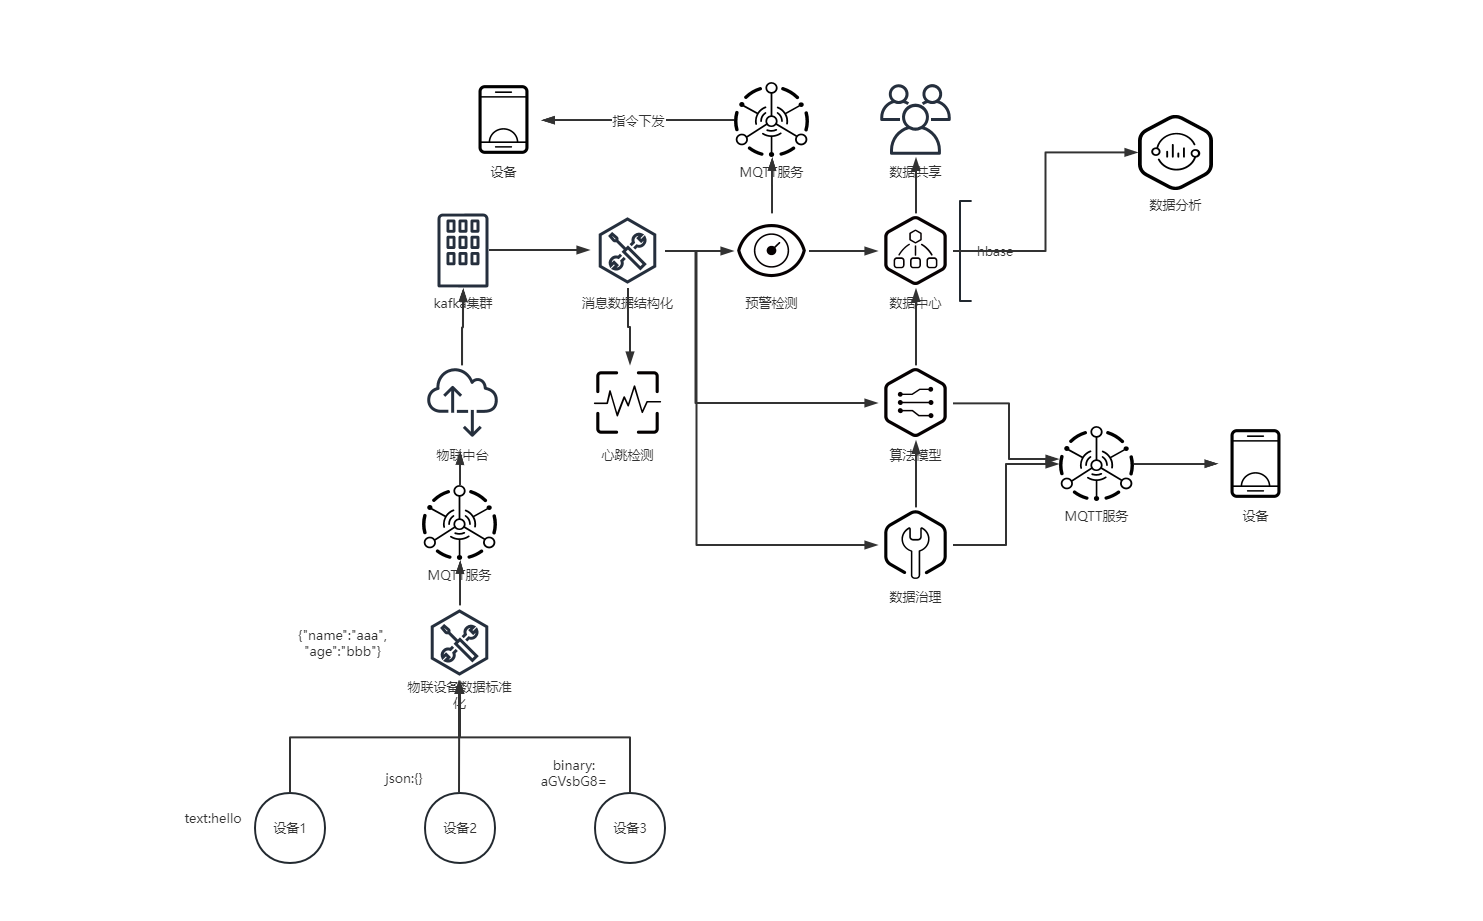 指令下发
设备
MQTT服务
数据共享
数据分析
hbase
kafka集群
消息数据结构化
预警检测
数据中心
物联中台
心跳检测
算法模型
MQTT服务
设备
MQTT服务
数据治理
{"name":"aaa",
"age":"bbb"}
物联设备数据标准
化
json:{}
binary:
aGVsbG8=
text:hello
设备1
设备2
设备3